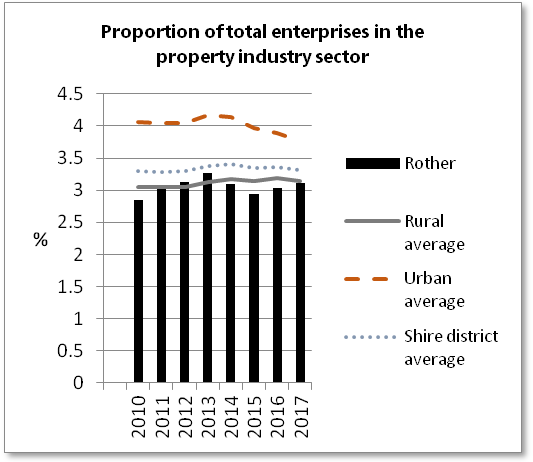 Proportion of total enterprises in the
property industry sector
4.5
4
3.5
3
2.5
2
1.5
1
0.5
0
%
2010
2011
2012
2013
2014
2015
2016
2017
Rother
Rural
average
Urban
average
Shire district
average